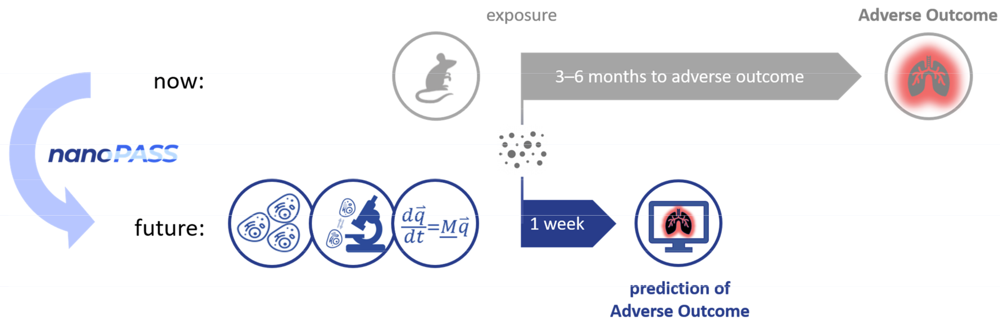 exposure
Adverse Outcome
now:
3–6 months to adverse outcome
nanoPASS
future:
dq⃗/dt=Mq⃗
1 week
prediction of
Adverse Outcome